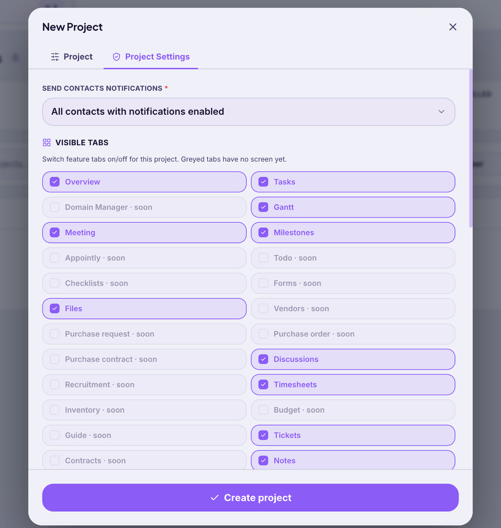 New Project
Project
Project Settings
SEND CONTACTS NOTIFICATIONS *
All contacts with notifications enabled
VISIBLE TABS
Switch feature tabs on/off for this project. Greyed tabs have no screen yet.
Overview
Tasks
Domain Manager · soon
Gantt
Meeting
Milestones
Appointly · soon
Todo · soon
Checklists · soon
Forms · soon
Files
Vendors · soon
Purchase request · soon
Purchase order · soon
Purchase contract · soon
Discussions
Recruitment · soon
Timesheets
Inventory · soon
Budget · soon
Guide · soon
Tickets
Contracts · soon
Notes
Create project